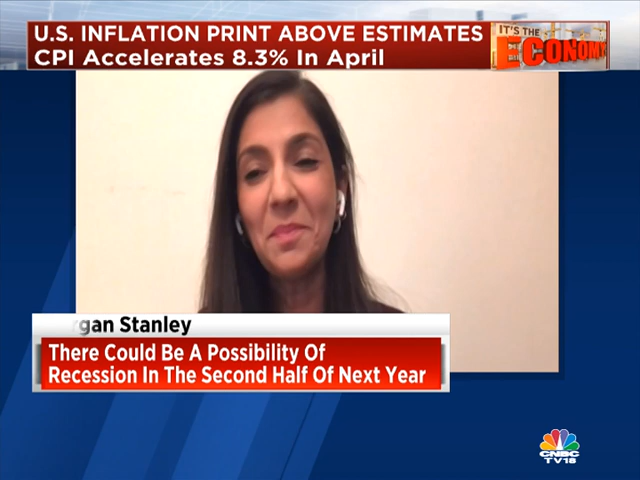 U.S. INFLATION PRINT ABOVE ESTIMATES
CPI Accelerates 8.3% In April
IT'S THE
ECONOMY
gan Stanley
There Could Be A Possibility Of
Recession In The Second Half Of Next Year
CNBC
TV18